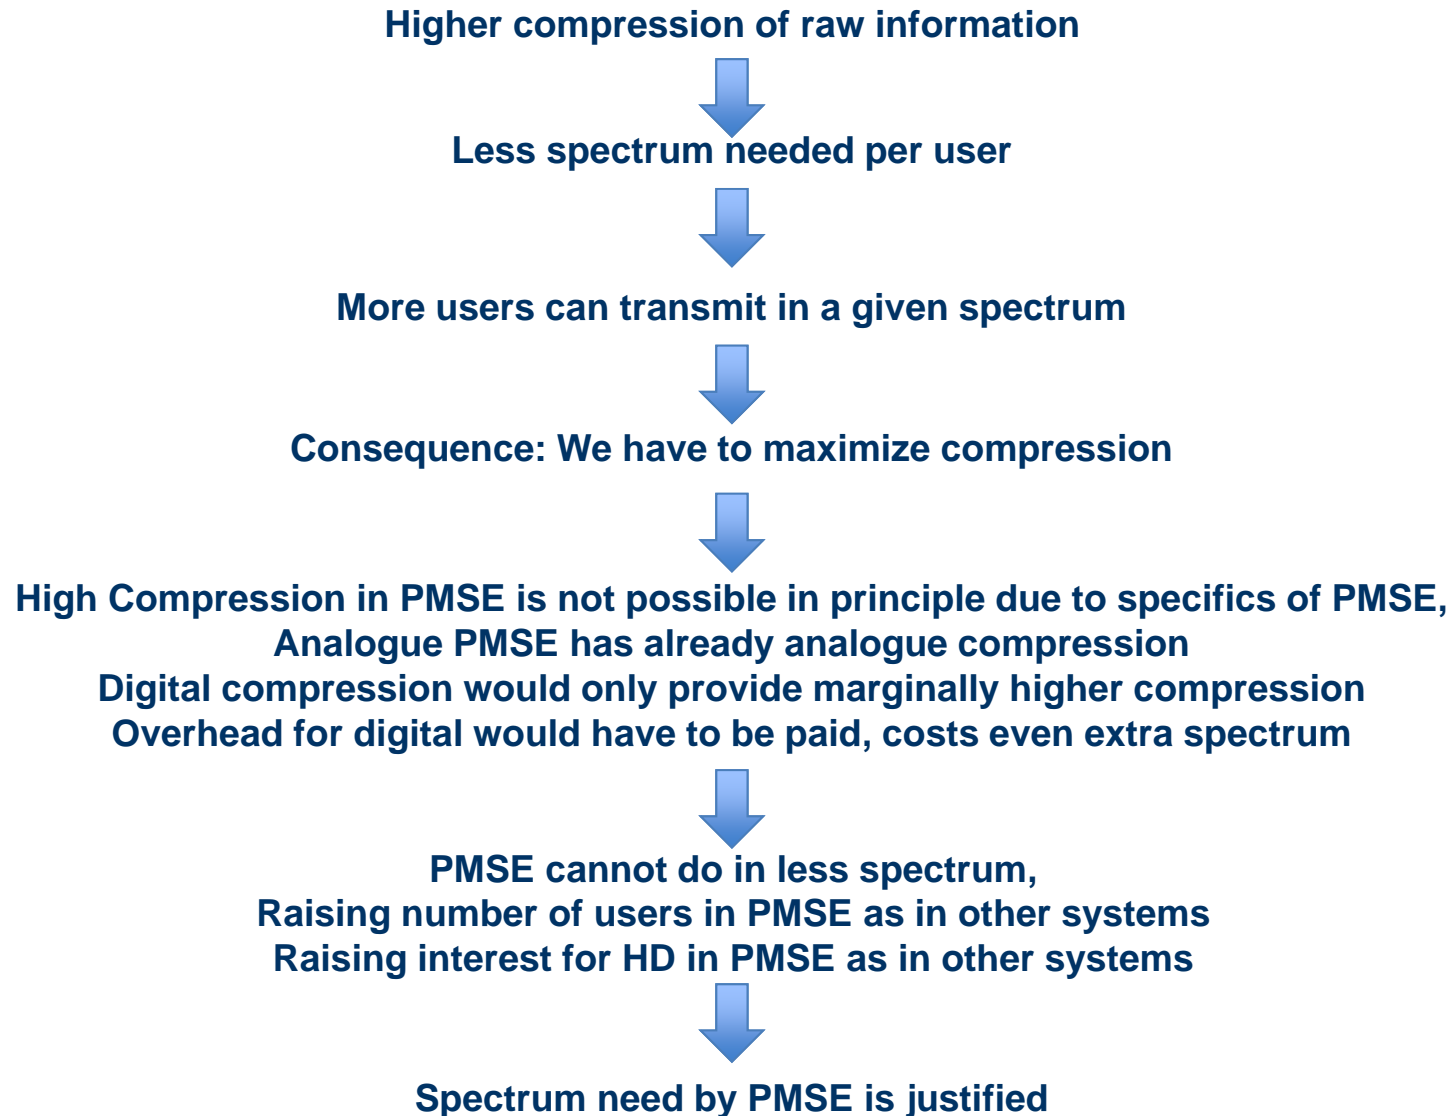 Higher compression of raw information
Less spectrum needed per user
More users can transmit in a given spectrum
Consequence: We have to maximize compression
High Compression in PMSE is not possible in principle due to specifics of PMSE,
Analogue PMSE has already analogue compression
Digital compression would only provide marginally higher compression
Overhead for digital would have to be paid, costs even extra spectrum
PMSE cannot do in less spectrum,
Raising number of users in PMSE as in other systems
Raising interest for HD in PMSE as in other systems
Spectrum need by PMSE is justified